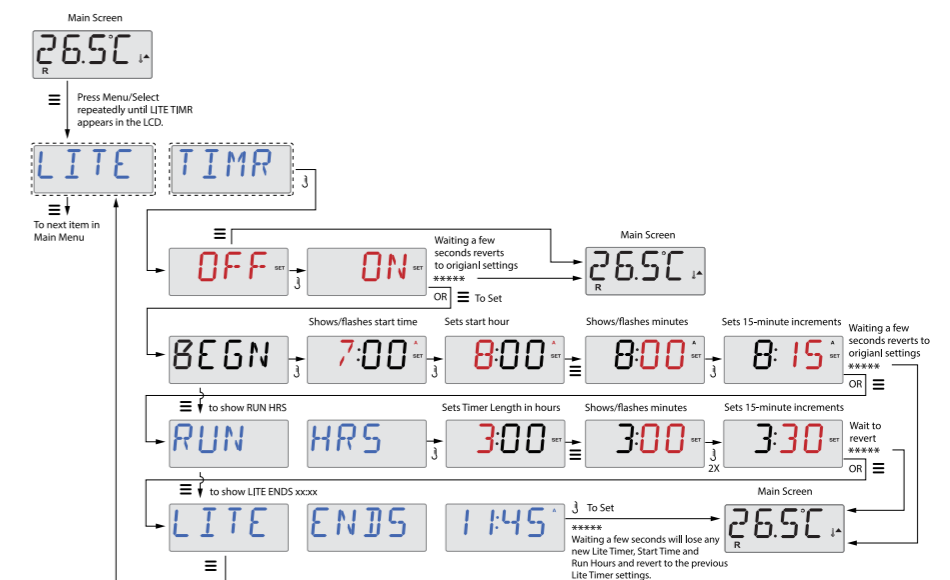 Main Screen
26.5°C
R
Press Menu/Select
repeatedly until LITE TIMR
appears in the LCD.
LITE TIMR
To next item in
Main Menu
OFF SET
ON SET
Waiting a few
seconds reverts
to origianl settings
*****
OR
To Set
Main Screen
26.5°C
R
Shows/flashes start time
Sets start hour
Shows/flashes minutes
Sets 15-minute increments
BEGN
7:00 A SET
8:00 A SET
8:00 A SET
8:15 A SET
Waiting a few
seconds reverts to
origianl settings
*****
OR
to show RUN HRS
Sets Timer Length in hours
Shows/flashes minutes
Sets 15-minute increments
RUN HRS
3:00 SET
3:00 SET
2X
3:30 SET
Wait to
revert
*****
OR
to show LITE ENDS xx:xx
LITE ENDS 11:45 A
To Set
*****
Waiting a few seconds will lose any
new Lite Timer, Start Time and
Run Hours and revert to the previous
Lite Timer settings.
Main Screen
26.5°C
R